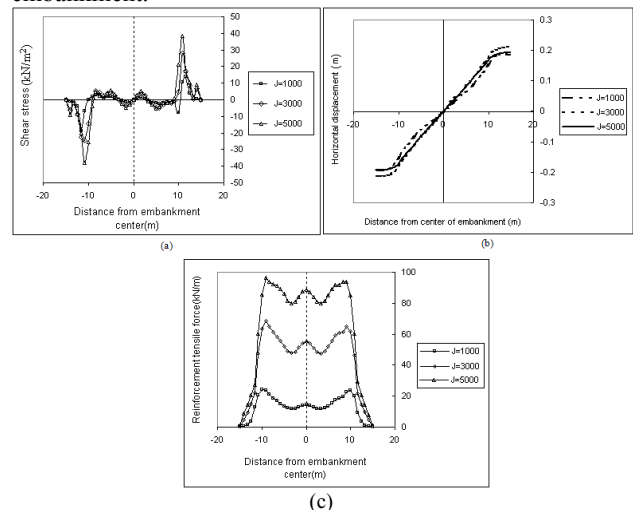 embankment.
(a)
Shear stress (kN/m²)
50
40
30
20
10
0
10
20
30
40
50
-20
-10
0
10
20
Distance from embankment
center(m)
J=1000
J=3000
J=5000
(a)
Horizontal displacement ( m)
0.3
0.2
0.1
0
-0.1
-0.2
-0.3
-20
-10
0
10
20
Distance from center of embankment (m)
J=1000
J=3000
J=5000
(b)
Reinforcement tensile force(kN/m)
100
80
60
40
20
0
-20
-10
0
10
20
Distance from embankment
center(m)
J=1000
J=3000
J=5000
(c)